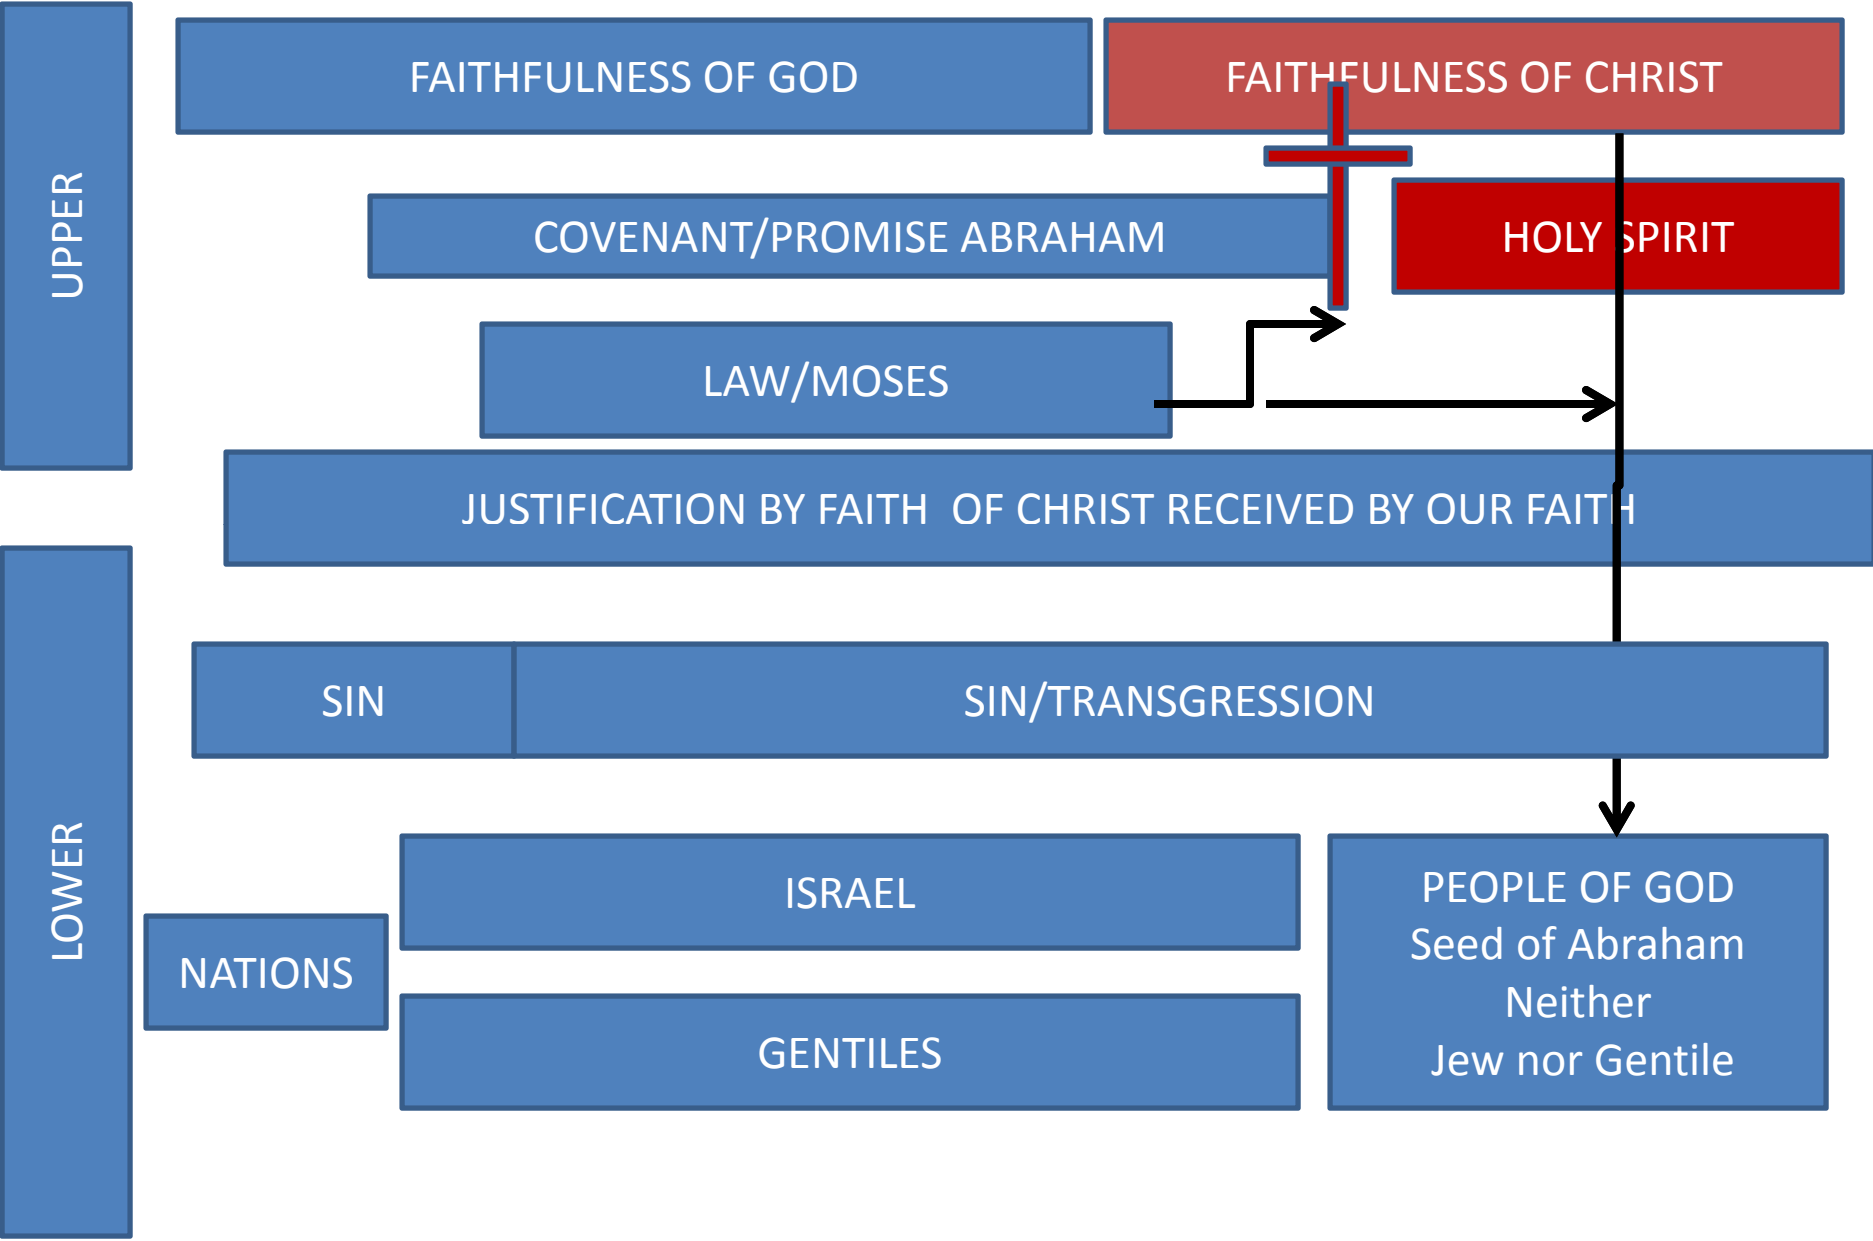 UPPER
FAITHFULNESS OF GOD
FAITHFULNESS OF CHRIST
COVENANT/PROMISE ABRAHAM
HOLY SPIRIT
LAW/MOSES
JUSTIFICATION BY FAITH  OF CHRIST RECEIVED BY OUR FAITH
LOWER
SIN
SIN/TRANSGRESSION
NATIONS
ISRAEL
GENTILES
PEOPLE OF GOD
Seed of Abraham
Neither
Jew nor Gentile